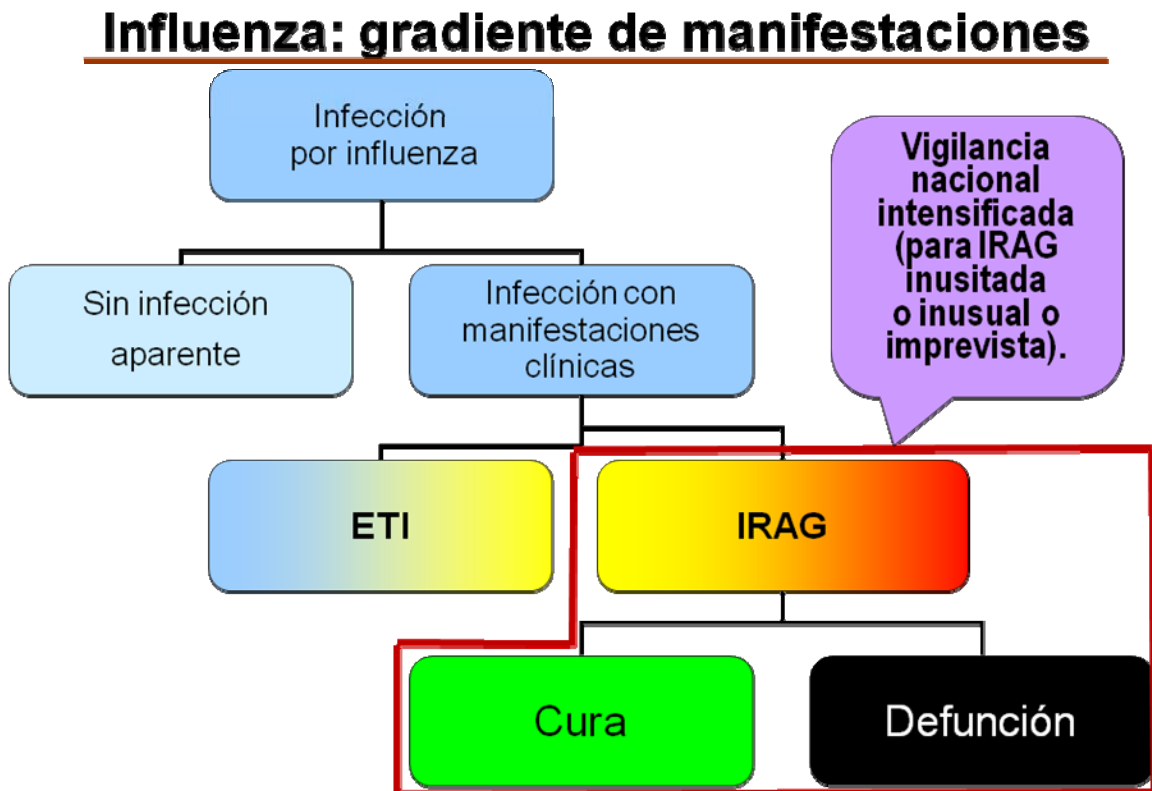 Influenza: gradiente de manifestaciones
Infección
por influenza
Vigilancia
nacional
intensificada
(para IRAG
inusitada
o inusual o
imprevista).
Sin infección
aparente
Infección con
manifestaciones
clínicas
ETI
IRAG
Cura
Defunción